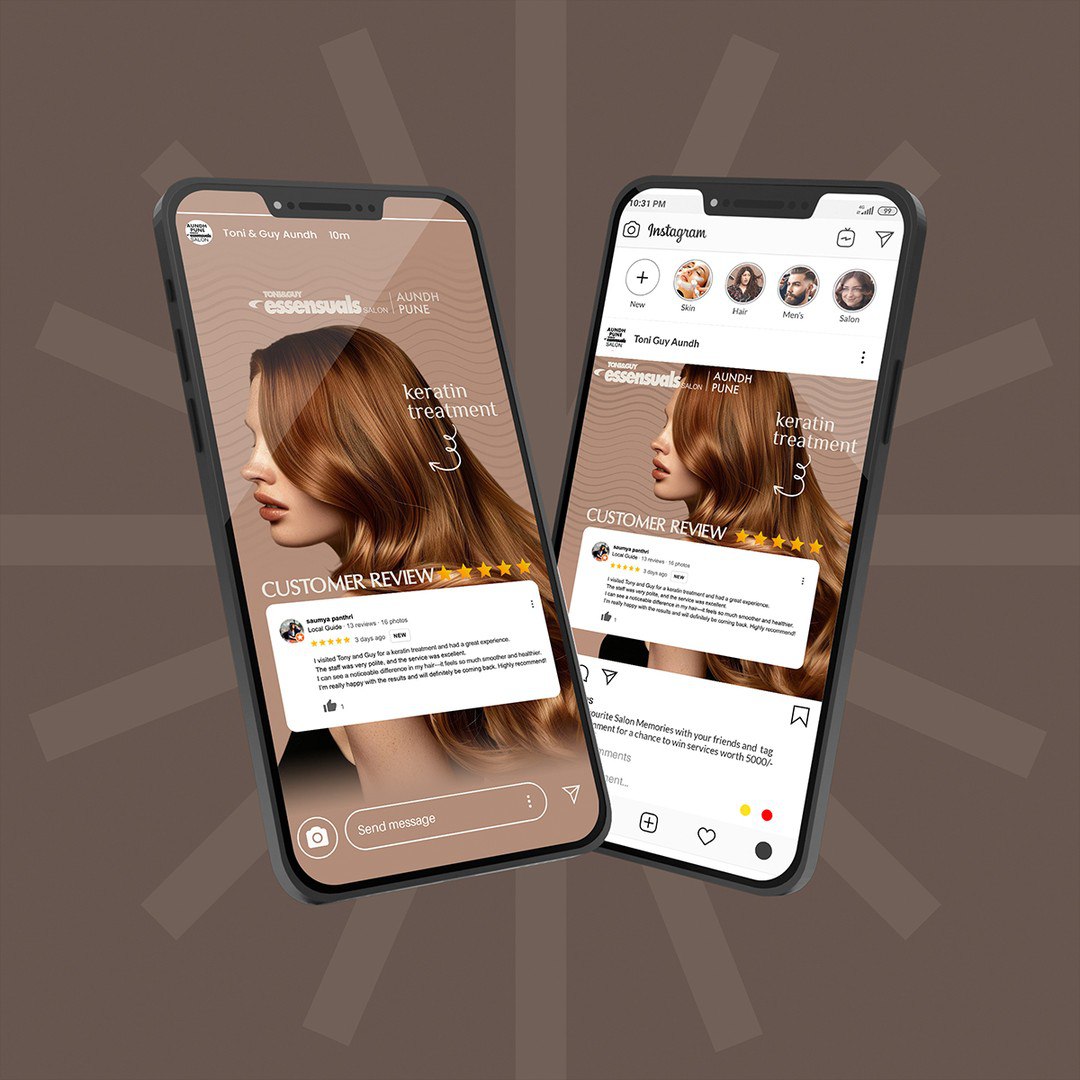 AUNDH
PUNE
SALON
Toni & Guy Aundh 10m
TONI&GUY
essensuals SALON
AUNDH
PUNE
keratin
treatment
CUSTOMER REVIEW
saumya panthri
Local Guide · 13 reviews · 16 photos
3 days ago NEW
I visited Tony and Guy for a keratin treatment and had a great experience.
The staff was very polite, and the service was excellent.
I can see a noticeable difference in my hair—it feels so much smoother and healthier.
I'm really happy with the results and will definitely be coming back. Highly recommend!
1
Send message
10:31 PM
4G
99
Instagram
New
Skin
Hair
Men's
Salon
AUNDH
PUNE
SALON
Toni Guy Aundh
TONI&GUY
essensuals SALON
AUNDH
PUNE
keratin
treatment
CUSTOMER REVIEW
saumya panthri
Local Guide · 13 reviews · 16 photos
3 days ago NEW
I visited Tony and Guy for a keratin treatment and had a great experience.
The staff was very polite, and the service was excellent.
I can see a noticeable difference in my hair—it feels so much smoother and healthier.
I'm really happy with the results and will definitely be coming back. Highly recommend!
1
ourite Salon Memories with your friends and tag
nment for a chance to win services worth 5000/-
mments
ent...